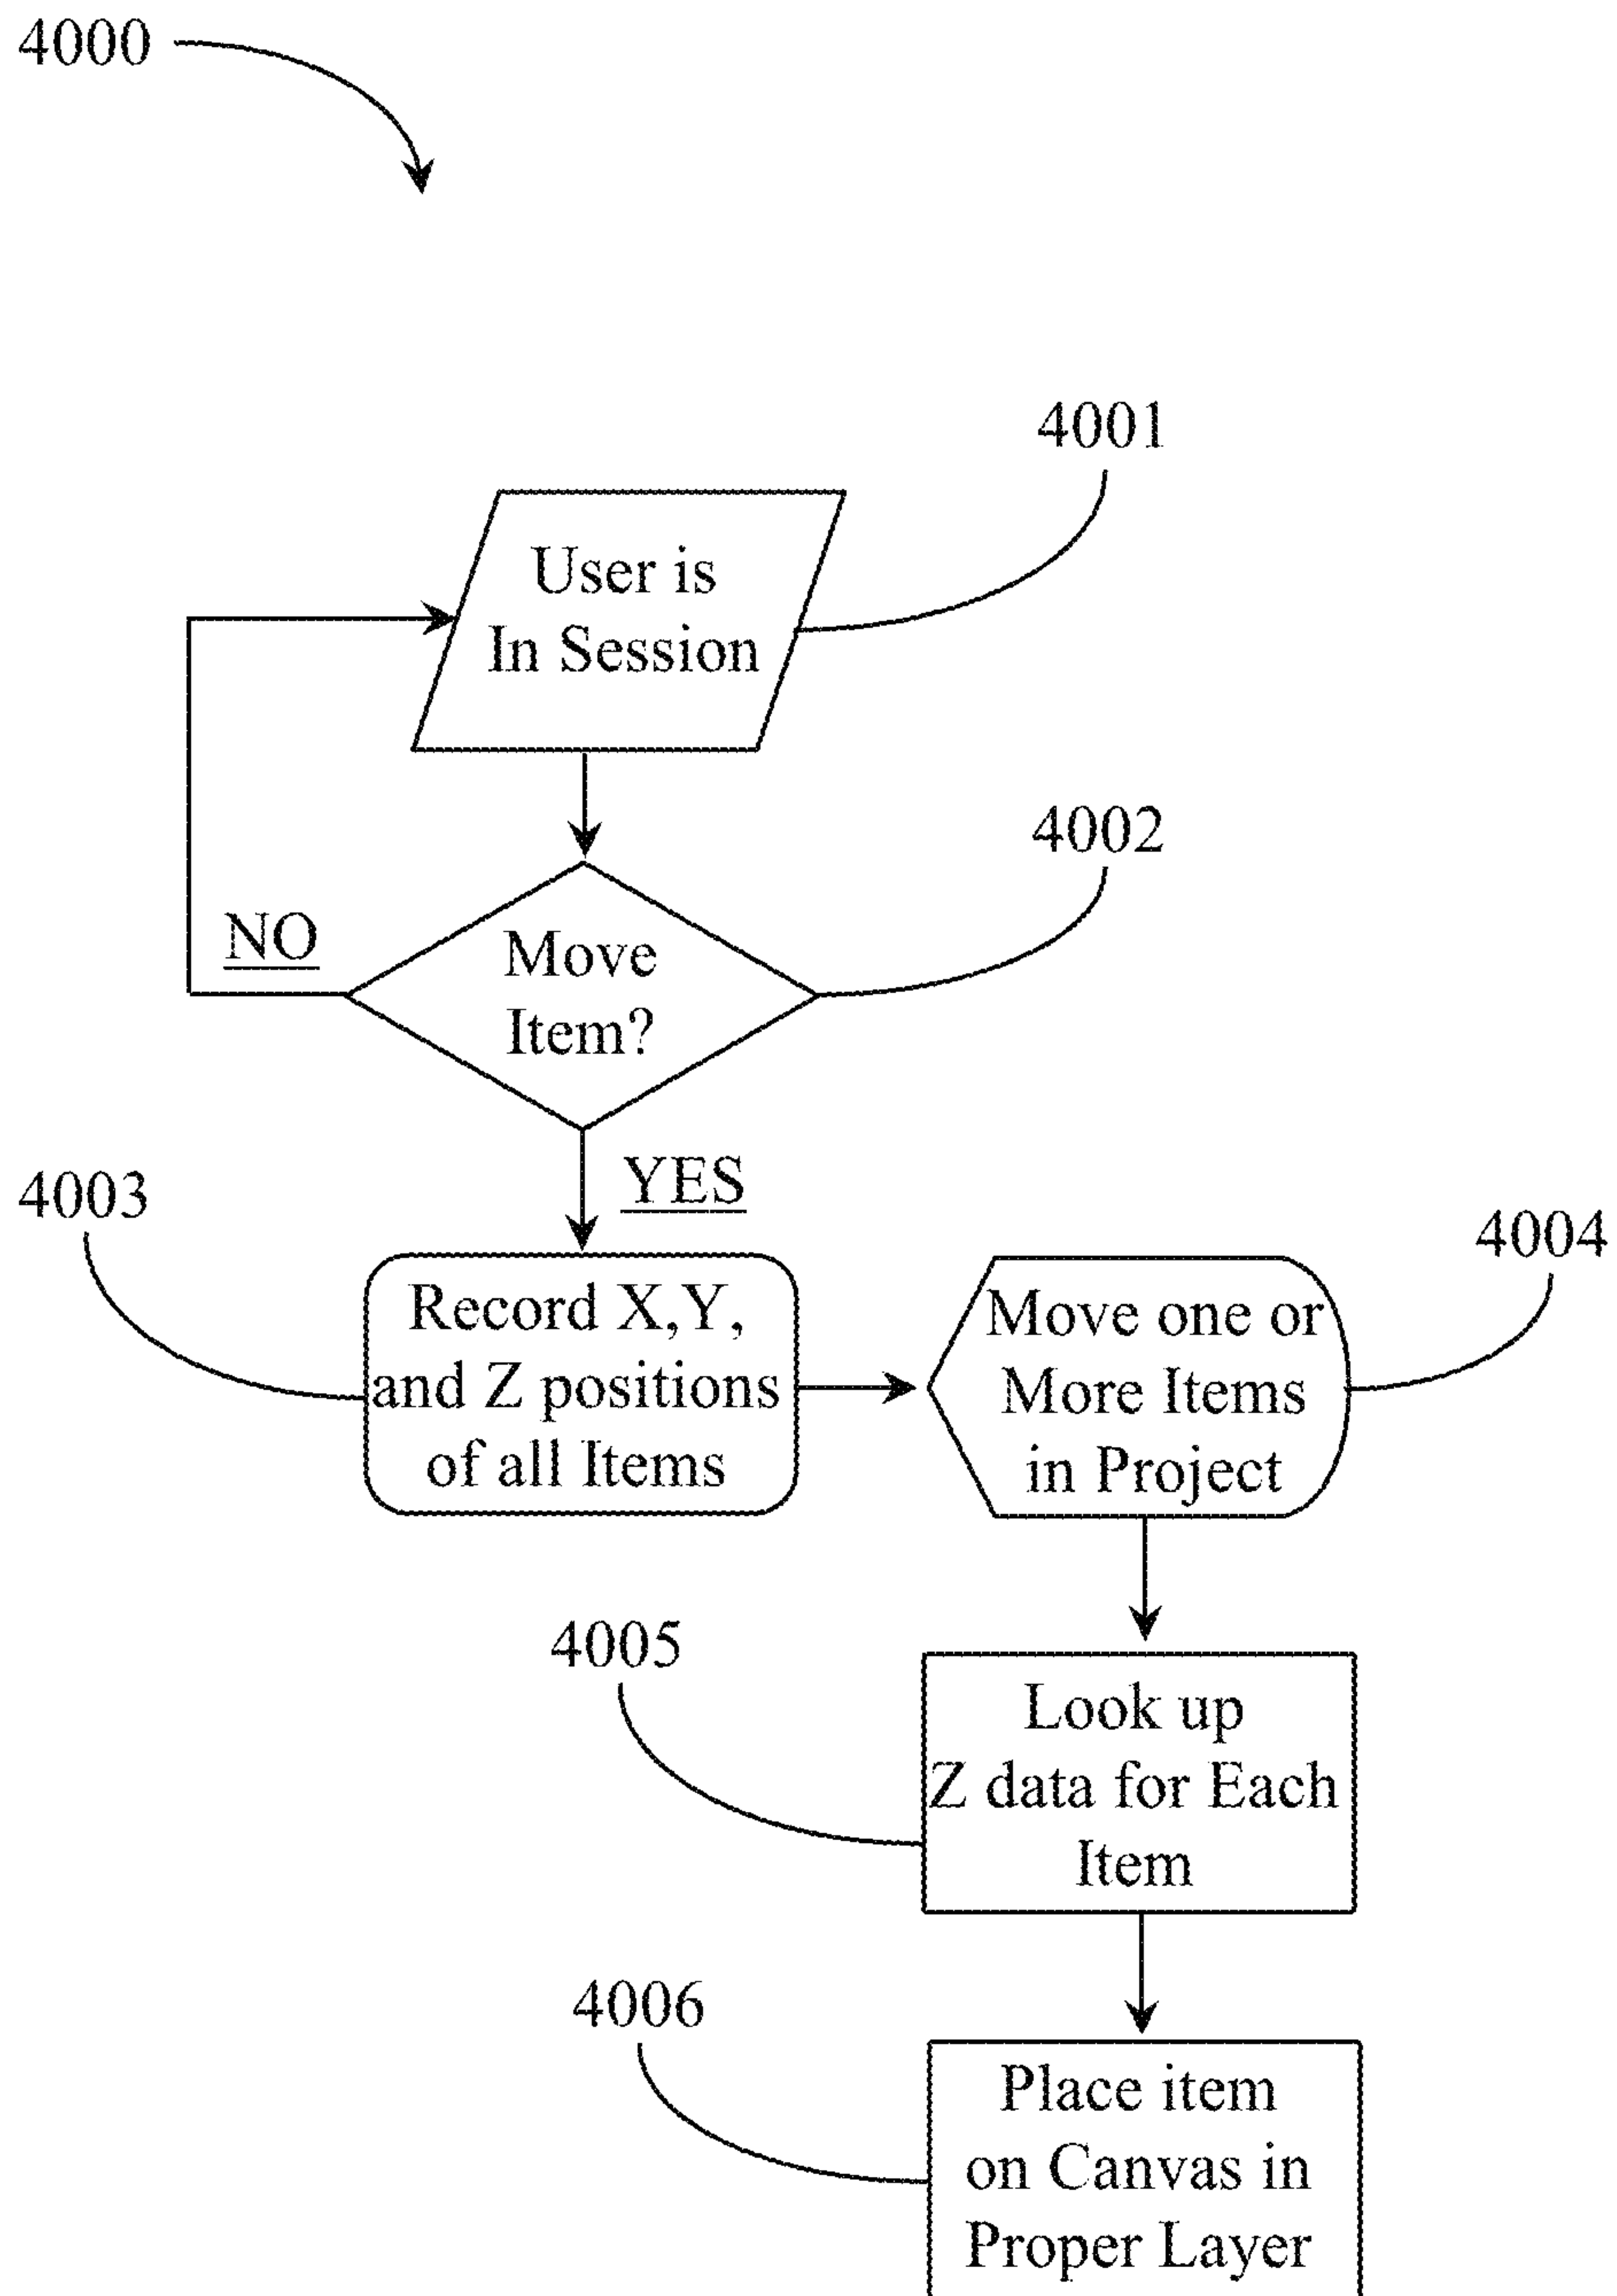 4000
4001
User is
In Session
4002
NO
Move
Item?
YES
4003
4004
Record X,Y,
and Z positions
of all Items
Move one or
More Items
in Project
4005
Look up
Z data for Each
Item
4006
Place item
on Canvas in
Proper Layer